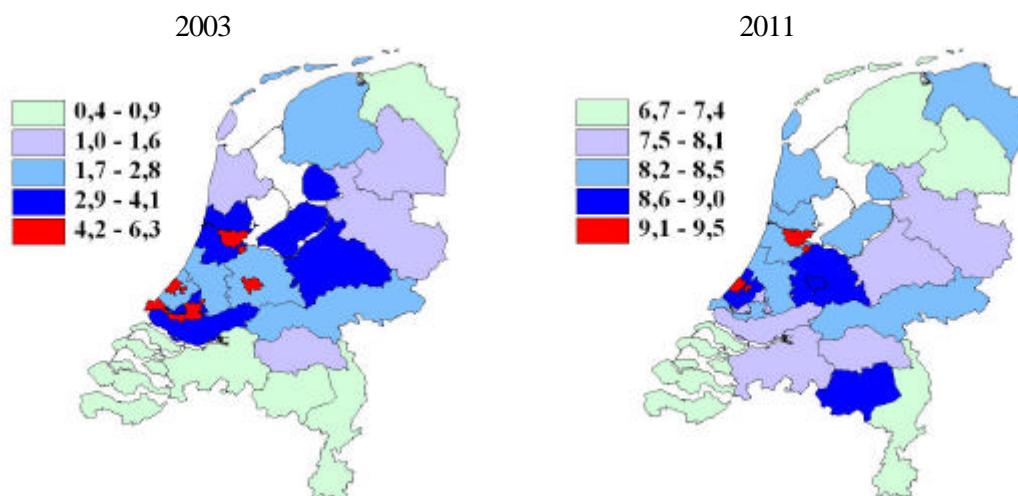 2003
0,4 - 0,9
1,0 - 1,6
1,7 - 2,8
2,9 - 4,1
4,2 - 6,3
2011
6,7 - 7,4
7,5 - 8,1
8,2 - 8,5
8,6 - 9,0
9,1 - 9,5